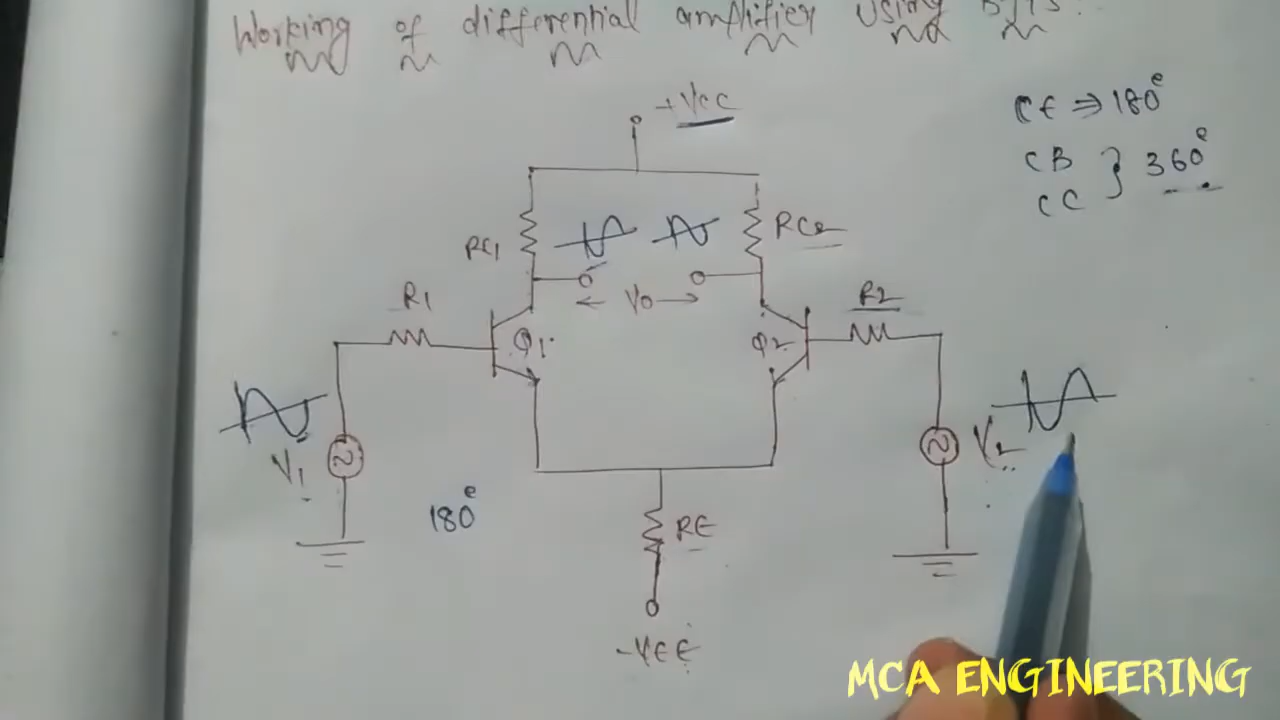 Working of differential amplifier using BJTs.
+VCC
CE ⇒ 180°
CB } 360°
CC
RC1
RC2
← VO →
R1
R2
Q1
Q2
V1
V2
180°
RE
-VEE
MCA ENGINEERING